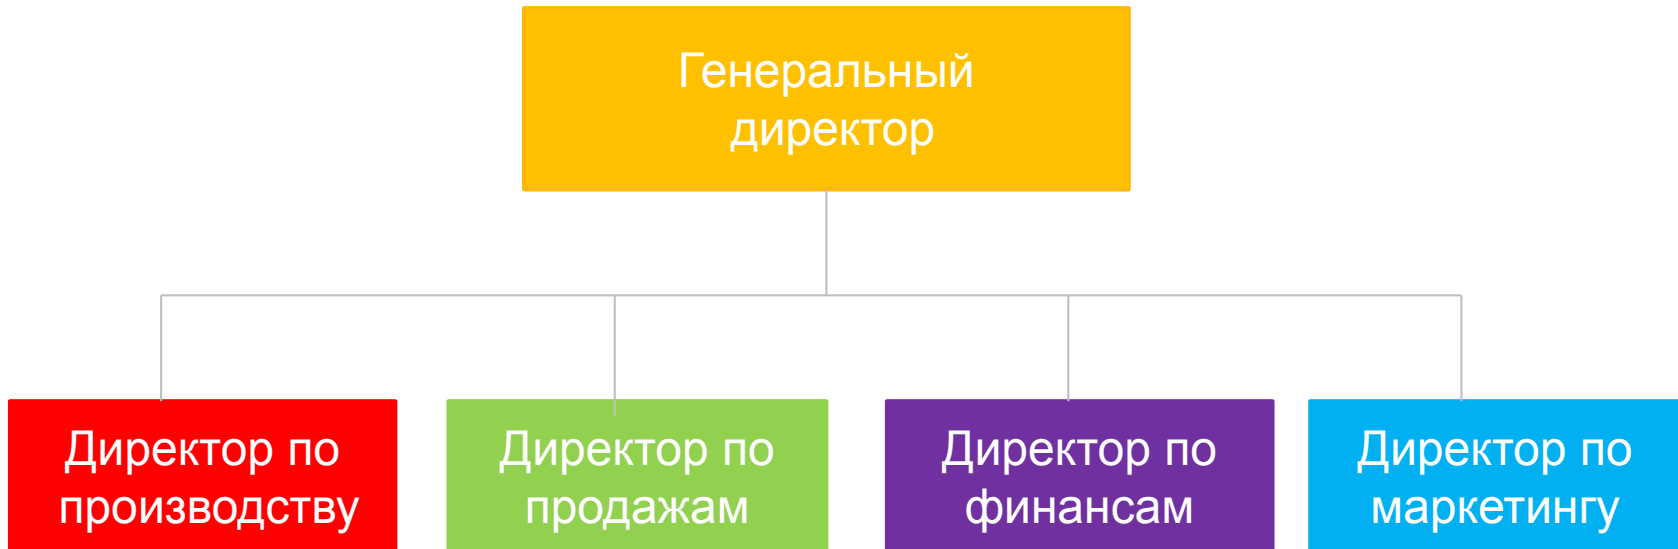 Генеральный
директор
Директор по
производству
Директор по
продажам
Директор по
финансам
Директор по
маркетингу